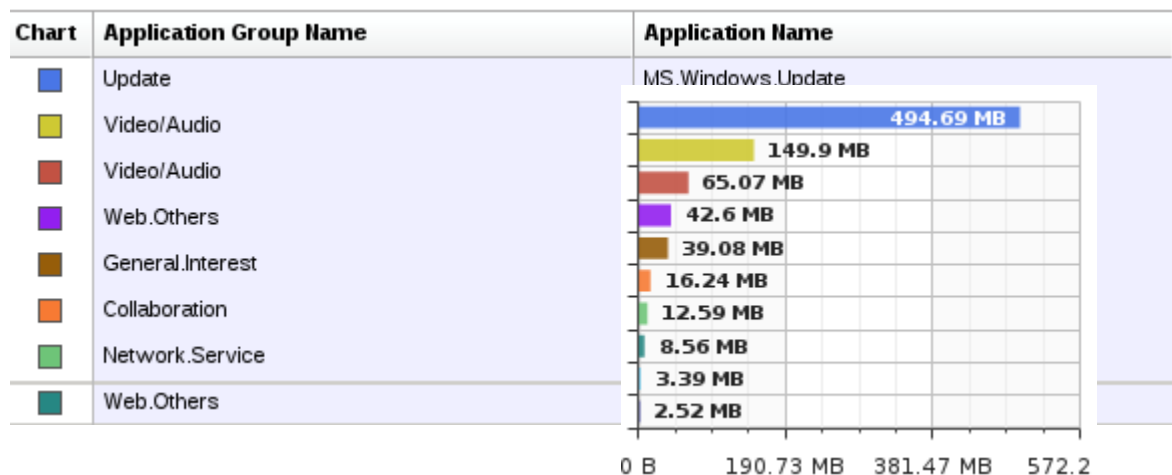 Chart Application Group Name Application Name
Update MS.Windows.Update
Video/Audio
Video/Audio
Web.Others
General.Interest
Collaboration
Network.Service
Web.Others
494.69 MB
149.9 MB
65.07 MB
42.6 MB
39.08 MB
16.24 MB
12.59 MB
8.56 MB
3.39 MB
2.52 MB
0 B 190.73 MB 381.47 MB 572.2